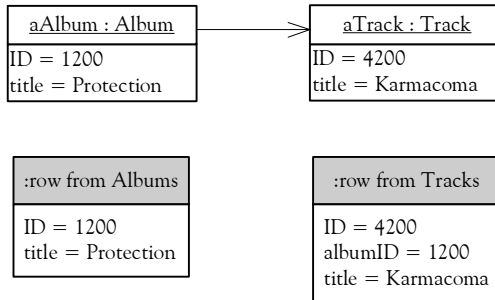 aAlbum : Album
ID = 1200
title = Protection
aTrack : Track
ID = 4200
title = Karmacoma
:row from Albums
ID = 1200
title = Protection
:row from Tracks
ID = 4200
albumID = 1200
title = Karmacoma